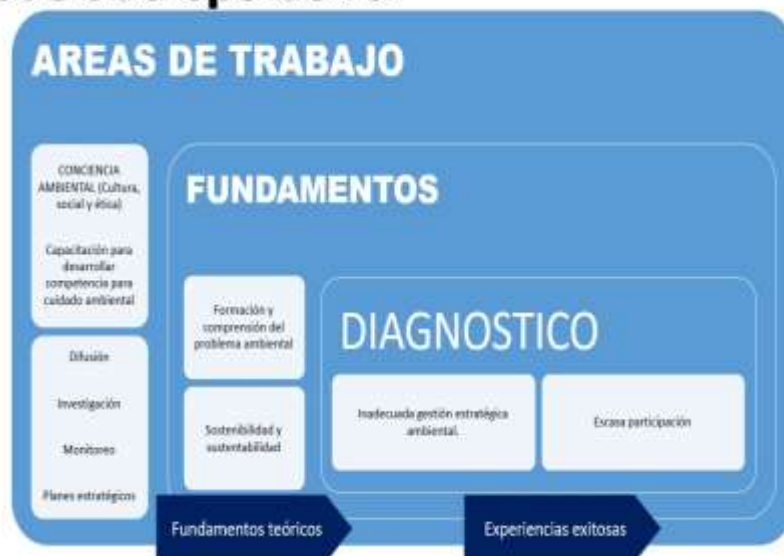 AREAS DE TRABAJO
CONCIENCIA
AMBIENTAL (Cultura,
social y ética)
Capacitación para
desarrollar
competencia para
cuidado ambiental
Difusión
Investigación
Monitoreo
Planes estratégicos
FUNDAMENTOS
Formación y
comprensión del
problema ambiental
Sostenibilidad y
sustentabilidad
DIAGNOSTICO
Inadecuada gestión estratégica
ambiental.
Escasa participación
Fundamentos teóricos
Experiencias exitosas